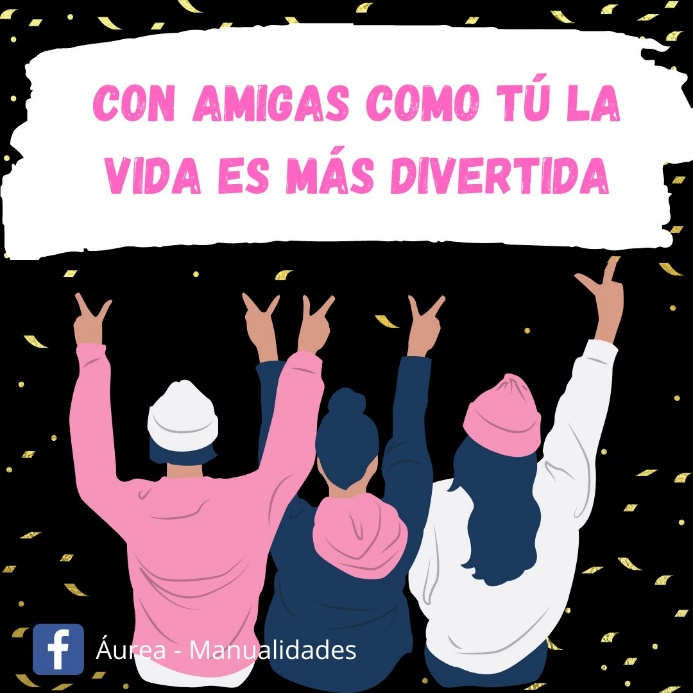 CON AMIGAS COMO TÚ LA
VIDA ES MÁS DIVERTIDA
f Áurea - Manualidades